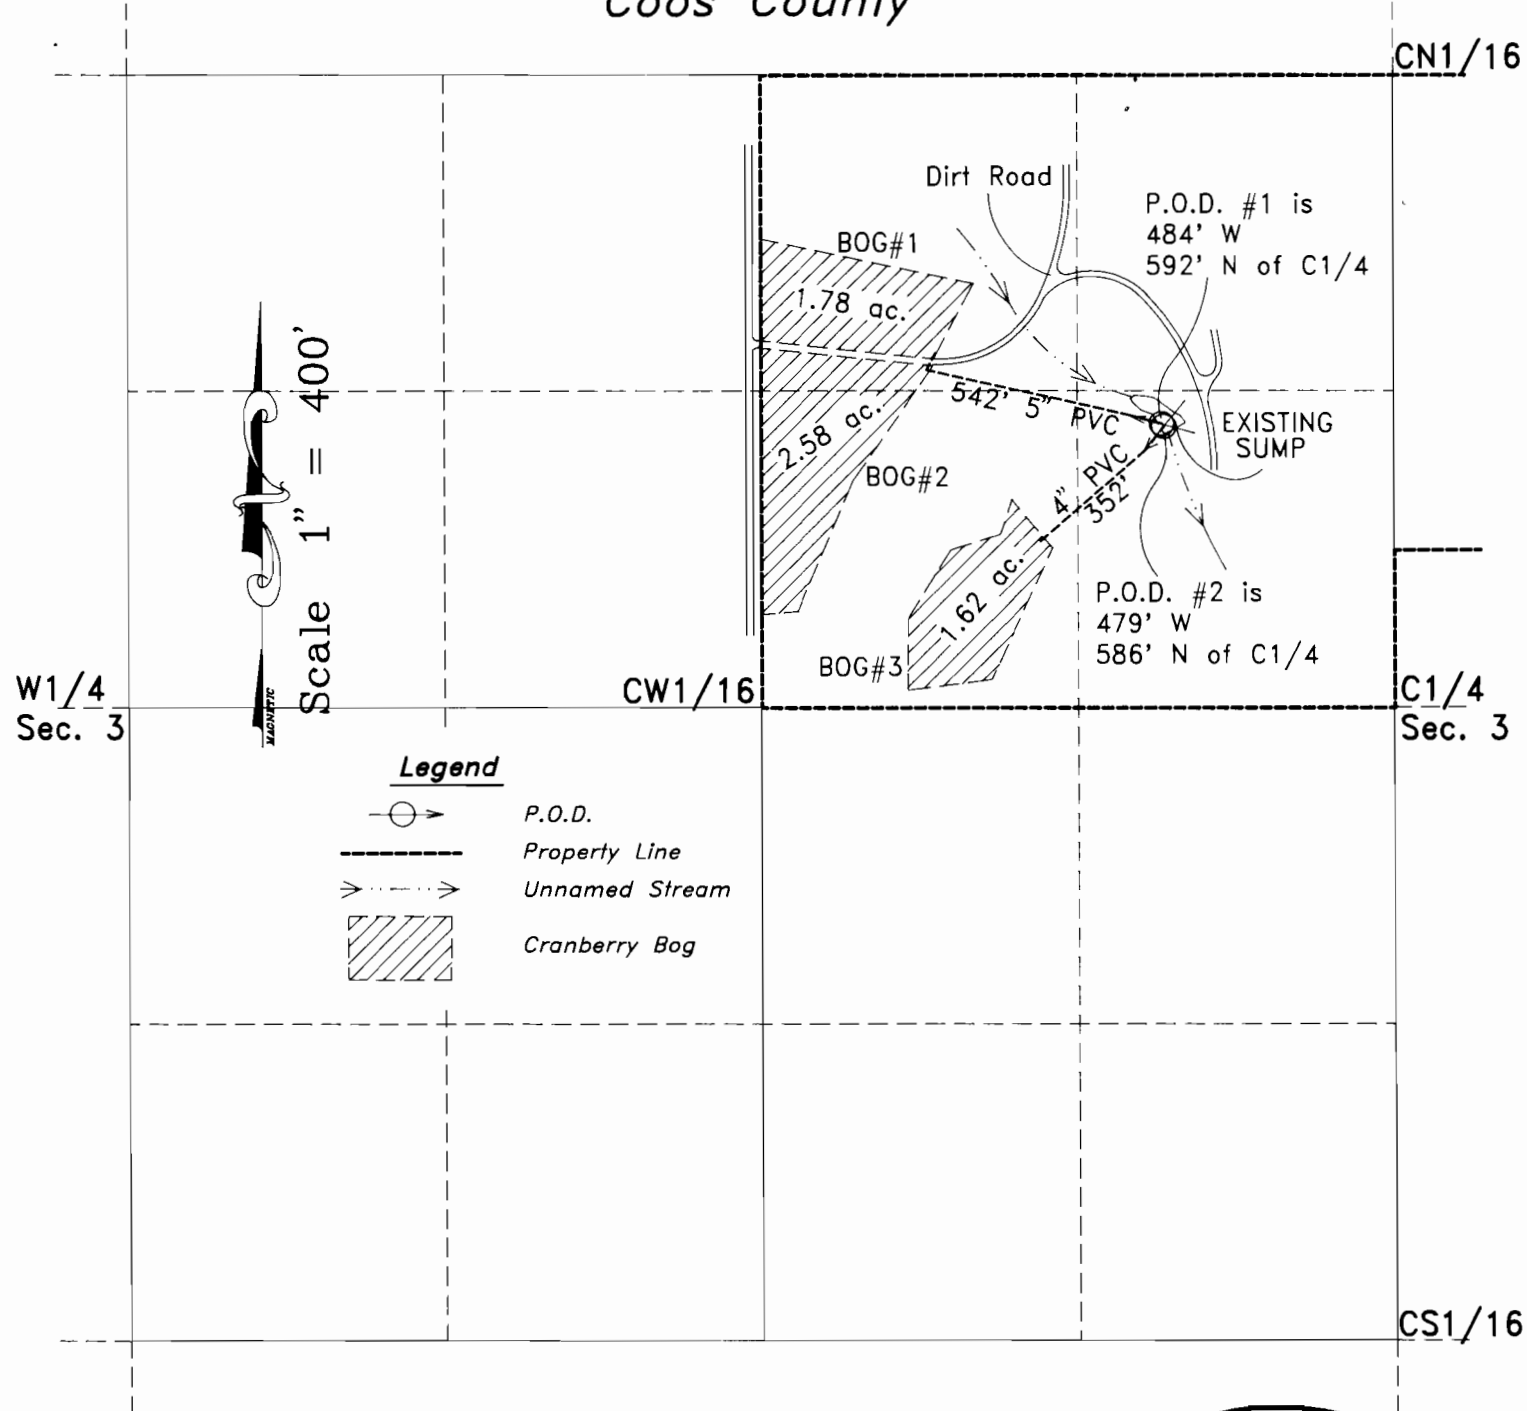 Coos County
CN1/16
Dirt Road
P.O.D. #1 is
484' W
592' N of C1/4
BOG#1
1.78 ac.
542' 5" PVC
EXISTING
SUMP
2.58 ac.
BOG#2
4" PVC
352'
1.62 ac.
P.O.D. #2 is
479' W
586' N of C1/4
BOG#3
Scale 1" = 400'
MAGNETIC
W1/4
Sec. 3
CW1/16
C1/4
Sec. 3
Legend
P.O.D.
Property Line
Unnamed Stream
Cranberry Bog
CS1/16